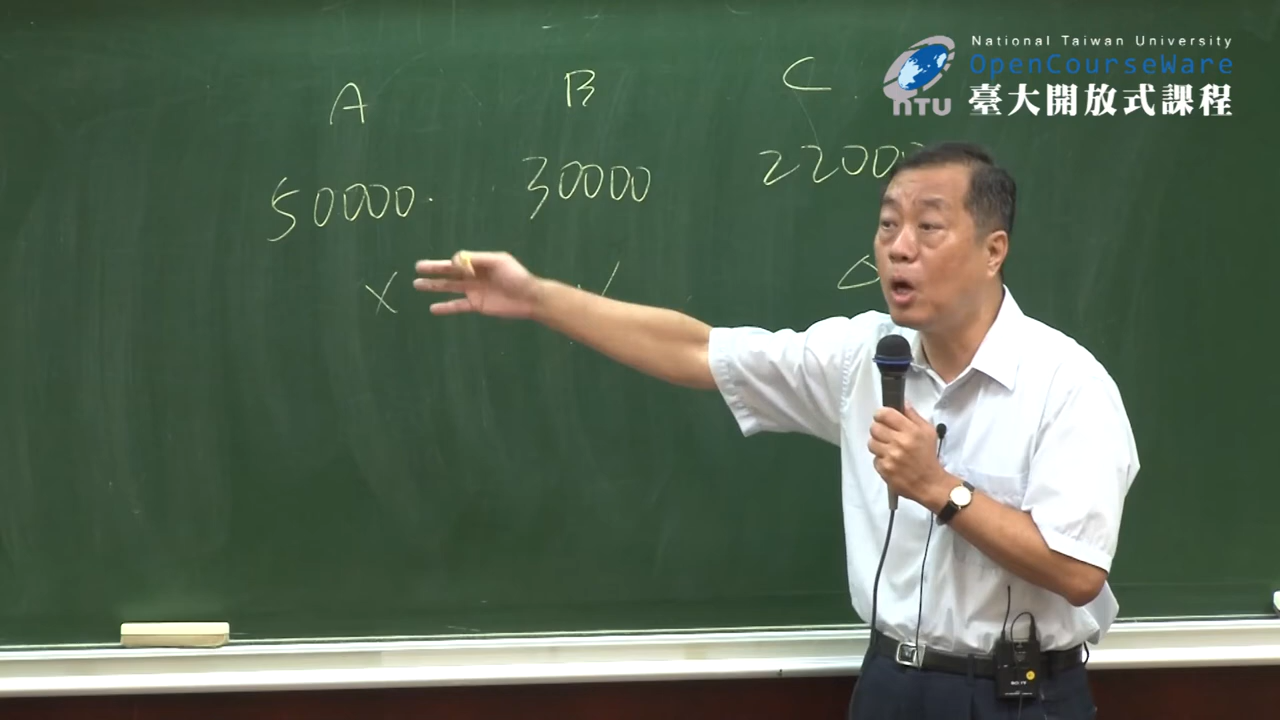 National Taiwan University
OpenCourseWare
NTU 臺大開放式課程
A B C
50000. 30000 22000
X